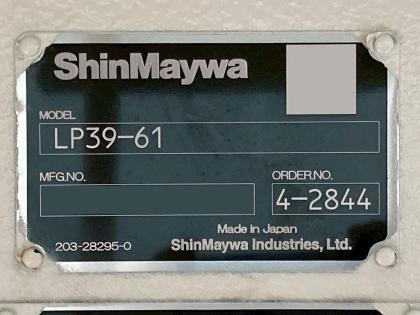 ShinMaywa
MODEL
LP39-61
MFG.NO.
ORDER.NO.
4-2844
Made in Japan
203-28295-0
ShinMaywa Industries, Ltd.